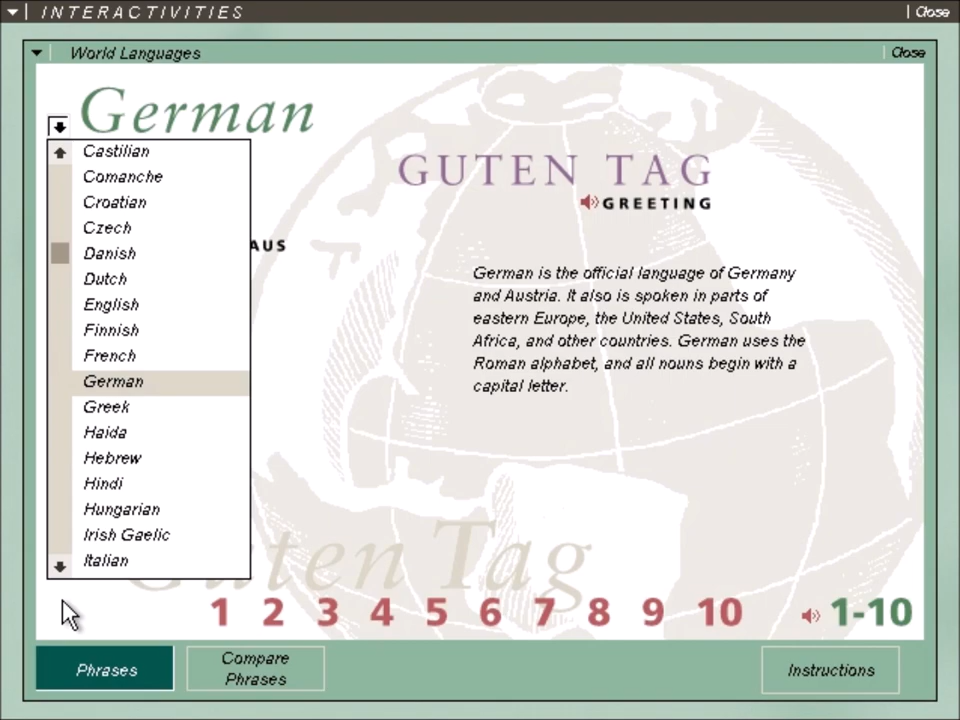 INTERACTIVITIES
Close
World Languages
Close
German
Castilian
Comanche
Croatian
Czech
Danish
Dutch
English
Finnish
French
German
Greek
Haida
Hebrew
Hindi
Hungarian
Irish Gaelic
Italian
GUTEN TAG
GREETING
AUS
German is the official language of Germany
and Austria. It also is spoken in parts of
eastern Europe, the United States, South
Africa, and other countries. German uses the
Roman alphabet, and all nouns begin with a
capital letter.
Guten Tag
1 2 3 4 5 6 7 8 9 10 1-10
Phrases
Compare
Phrases
Instructions